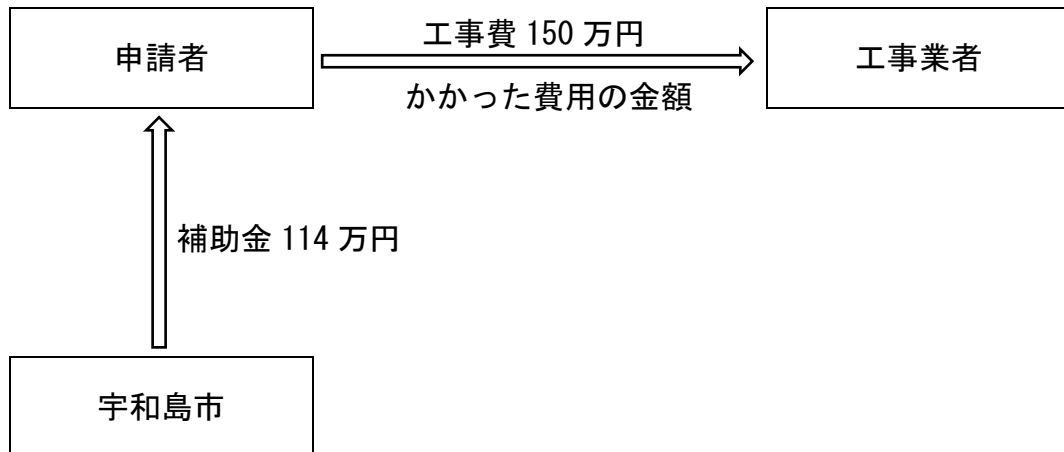 申請者
工事費 150 万円
かかった費用の金額
工事業者
補助金 114 万円
宇和島市